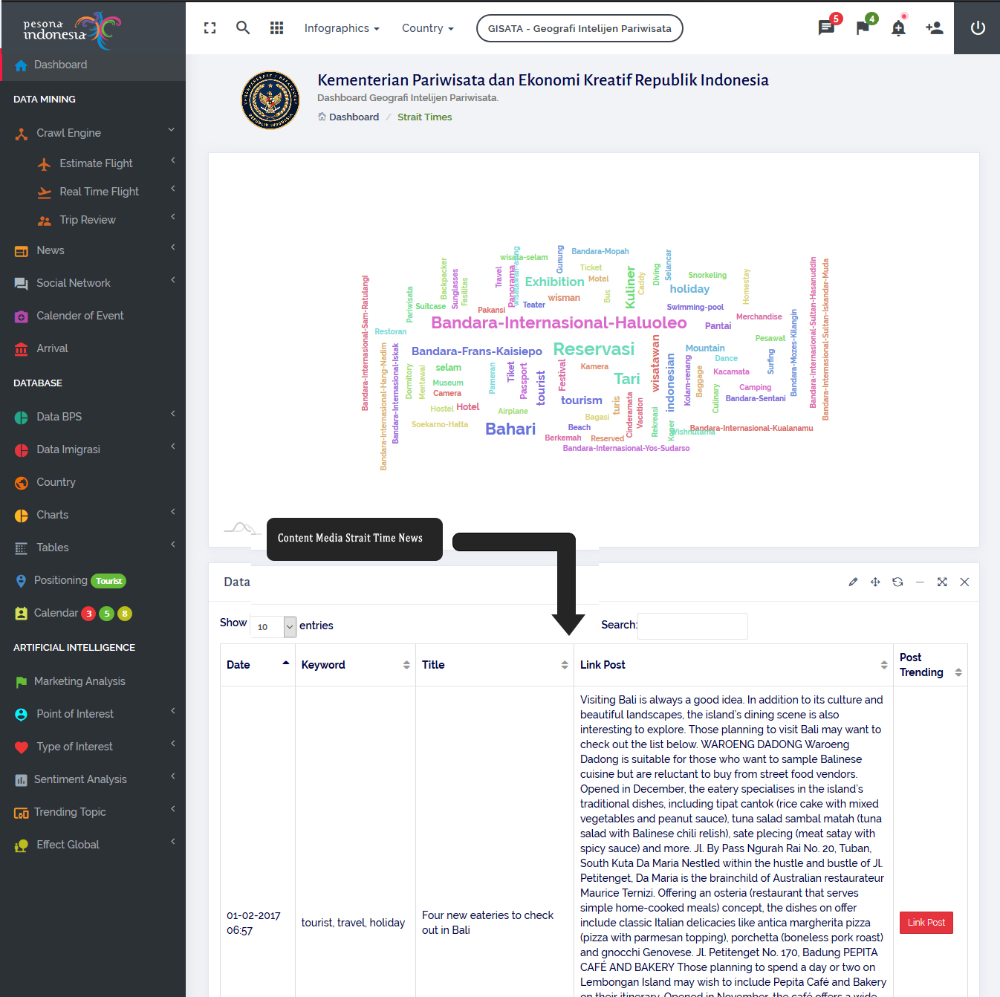 pesona
indonesia
Infographics
Country
GISATA - Geografi Intelijen Pariwisata
5
4
Dashboard
DATA MINING
Crawl Engine
Estimate Flight
Real Time Flight
Trip Review
News
Social Network
Calender of Event
Arrival
DATABASE
Data BPS
Data Imigrasi
Country
Charts
Tables
Positioning Tourist
Calendar 3 5 8
ARTIFICIAL INTELLIGENCE
Marketing Analysis
Point of Interest
Type of Interest
Sentiment Analysis
Trending Topic
Effect Global
Kementerian Pariwisata dan Ekonomi Kreatif Republik Indonesia
Dashboard Geografi Intelijen Pariwisata.
Dashboard / Strait Times
REPUBLIK INDONESIA
Bandara-Internasional-Sam-Ratulangi
Bandara-Internasional-Hang-Nadim
Bandara-Internasional-Iskak
Restoran
Pariwisata
Suitcase
Backpacker
Sunglasses
Fasilitas
Pakansi
Travel
wisata-selam
Panorama
wisatawan-asing
Teater
Exhibition
wisman
Gunung
Bandara-Mopah
Ticket
Motel
Bus
Kuliner
Caddy
Diving
Selancar
holiday
Snorkeling
Swimming-pool
Homestay
Merchandise
Pantai
Pesawat
Bandara-Internasional-Haluoleo
Bandara-Frans-Kaisiepo
Reservasi
Tari
wisatawan
Mountain
Dance
Kacamata
Surfing
Bandara-Mozes-Kilangin
Bandara-Internasional-Sultan-Hasanuddin
Bandara-Internasional-Sultan-Iskandar-Muda
Dormitory
Mentawai
selam
Museum
Camera
Hostel
Hotel
Soekarno-Hatta
Pameran
Tiket
Passport
tourist
Airplane
Festival
Kamera
tourism
Bahari
turis
Bagasi
Beach
Berkemah
Reserved
Cinderamata
Vacation
Rekreasi
indonesian
Koper
Wishnutama
Kolam-renang
Baggage
Culinary
Camping
Bandara-Sentani
Bandara-Internasional-Kualanamu
Bandara-Internasional-Yos-Sudarso
Content Media Strait Time News
Data
Show 10 entries
Search:
Date
Keyword
Title
Link Post
Post
Trending
01-02-2017
06:57
tourist, travel, holiday
Four new eateries to check
out in Bali
Visiting Bali is always a good idea. In addition to its culture and
beautiful landscapes, the island's dining scene is also
interesting to explore. Those planning to visit Bali may want to
check out the list below. WAROENG DADONG Waroeng
Dadong is suitable for those who want to sample Balinese
cuisine but are reluctant to buy from street food vendors.
Opened in December, the eatery specialises in the island's
traditional dishes, including tipat cantok (rice cake with mixed
vegetables and peanut sauce), tuna salad sambal matah (tuna
salad with Balinese chili relish), sate plecing (meat satay with
spicy sauce) and more. Jl. By Pass Ngurah Rai No. 20, Tuban,
South Kuta Da Maria Nestled within the hustle and bustle of Jl.
Petitenget, Da Maria is the brainchild of Australian restaurateur
Maurice Ternizi. Offering an osteria (restaurant that serves
simple home-cooked meals) concept, the dishes on offer
include classic Italian delicacies like antica margherita pizza
(pizza with parmesan topping), porchetta (boneless pork roast)
and gnocchi Genovese. Jl. Petitenget No. 170, Badung PEPITA
CAFÉ AND BAKERY Those planning to spend a day or two on
Lembongan Island may wish to include Pepita Café and Bakery
on their itinerary. Opened in November, the café offers a wide
Link Post